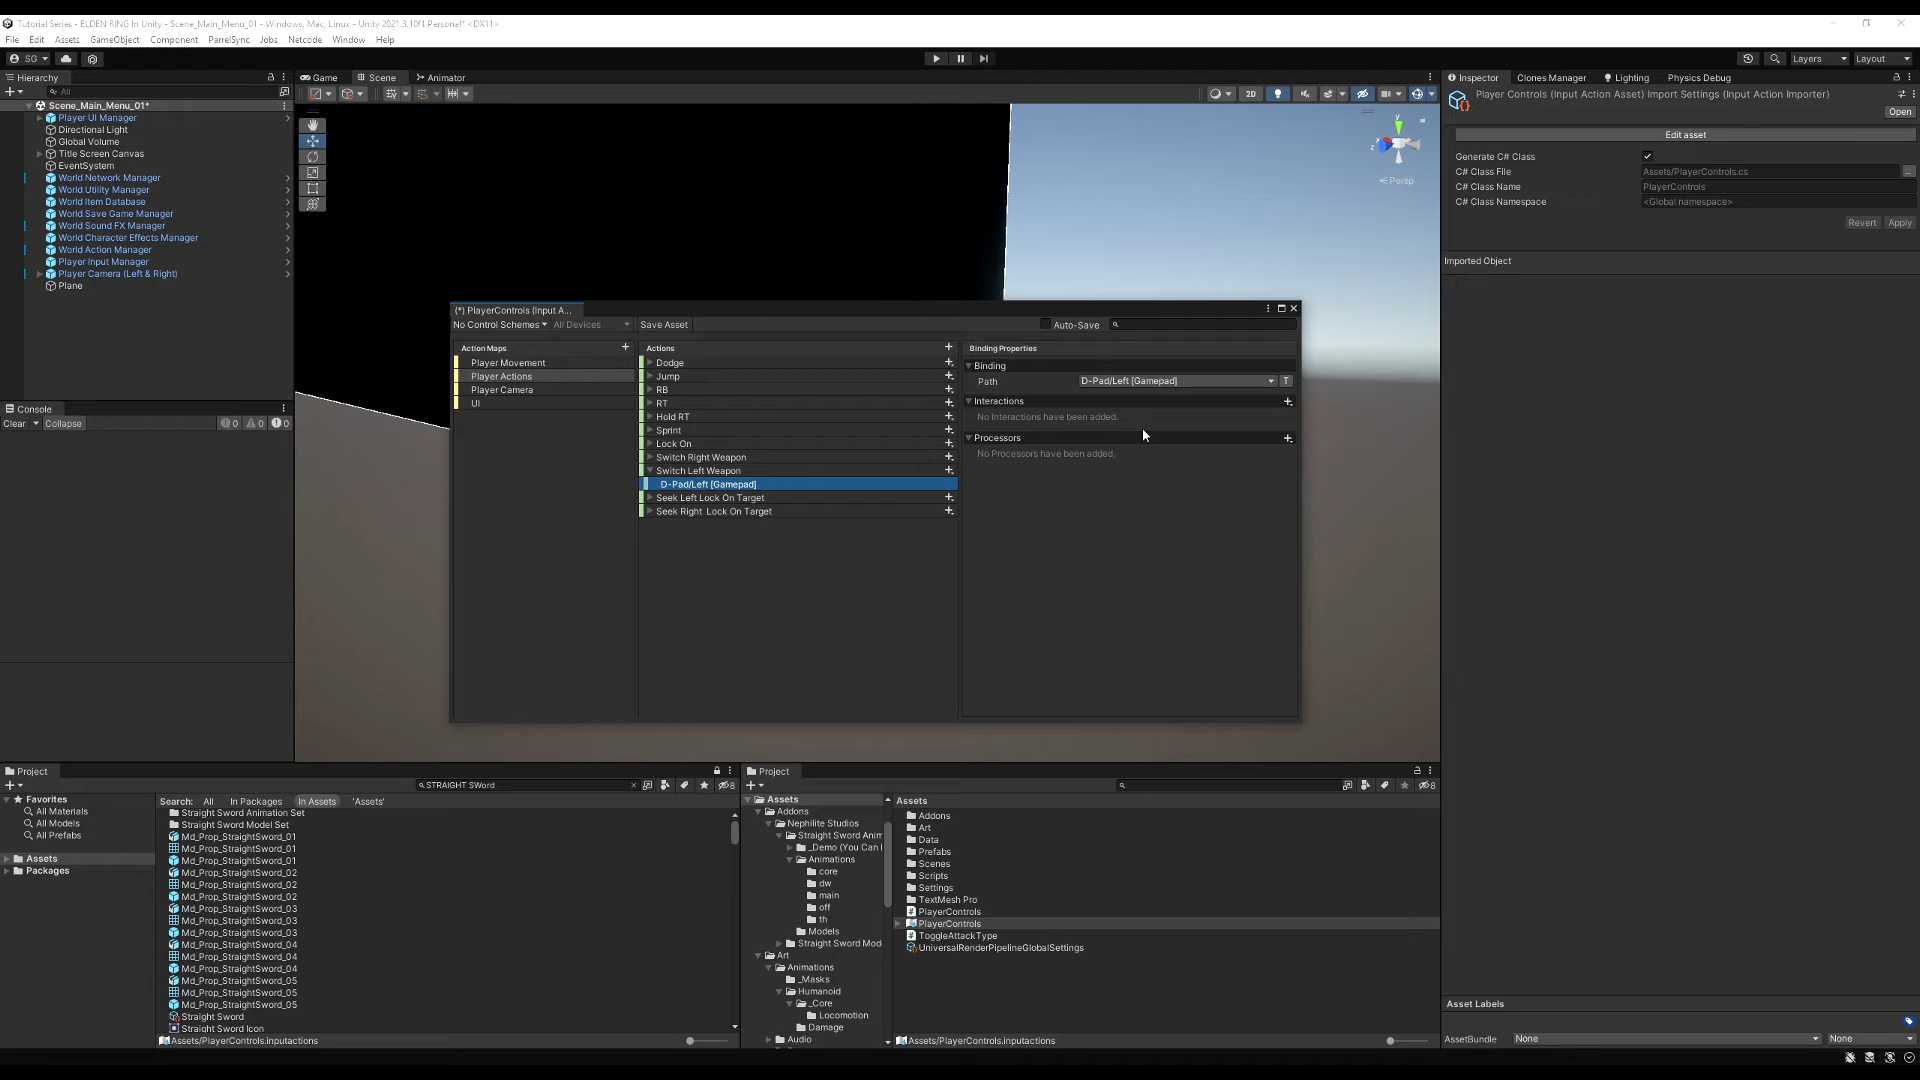 Tutorial Series - ELDEN RING In Unity - Scene_Main_Menu_01 - Windows, Mac, Linux - Unity 2021.3.10f1 Personal* <DX11>
File Edit Assets GameObject Component ParrelSync Jobs Netcode Window Help
SG
Layers Layout
Hierarchy
All
Scene_Main_Menu_01*
Player UI Manager
Directional Light
Global Volume
Title Screen Canvas
EventSystem
World Network Manager
World Utility Manager
World Item Database
World Save Game Manager
World Sound FX Manager
World Character Effects Manager
World Action Manager
Player Input Manager
Player Camera (Left & Right)
Plane
Console
Clear Collapse 0 0 0
Game Scene Animator
2D
y
x
z
Persp
(*) PlayerControls (Input A...
No Control Schemes All Devices Save Asset Auto-Save
Action Maps
Player Movement
Player Actions
Player Camera
UI
Actions
Dodge
Jump
RB
RT
Hold RT
Sprint
Lock On
Switch Right Weapon
Switch Left Weapon
D-Pad/Left [Gamepad]
Seek Left Lock On Target
Seek Right Lock On Target
Binding Properties
Binding
Path D-Pad/Left [Gamepad] T
Interactions
No Interactions have been added.
Processors
No Processors have been added.
Inspector Clones Manager Lighting Physics Debug
Player Controls (Input Action Asset) Import Settings (Input Action Importer)
Open
Edit asset
Generate C# Class
C# Class File Assets/PlayerControls.cs
C# Class Name PlayerControls
C# Class Namespace <Global namespace>
Revert Apply
Imported Object
Asset Labels
AssetBundle None None
Project
STRAIGHT SWord
8
Favorites
All Materials
All Models
All Prefabs
Assets
Packages
Search: All In Packages In Assets 'Assets'
Straight Sword Animation Set
Straight Sword Model Set
Md_Prop_StraightSword_01
Md_Prop_StraightSword_01
Md_Prop_StraightSword_01
Md_Prop_StraightSword_02
Md_Prop_StraightSword_02
Md_Prop_StraightSword_02
Md_Prop_StraightSword_03
Md_Prop_StraightSword_03
Md_Prop_StraightSword_03
Md_Prop_StraightSword_04
Md_Prop_StraightSword_04
Md_Prop_StraightSword_04
Md_Prop_StraightSword_05
Md_Prop_StraightSword_05
Md_Prop_StraightSword_05
Straight Sword
Straight Sword Icon
Assets/PlayerControls.inputactions
Project
8
Assets
Addons
Nephilite Studios
Straight Sword Anim
_Demo (You Can
Animations
core
dw
main
off
th
Models
Straight Sword Mod
Art
Animations
_Masks
Humanoid
_Core
Locomotion
Damage
Audio
Assets
Addons
Art
Data
Prefabs
Scenes
Scripts
Settings
TextMesh Pro
PlayerControls
PlayerControls
ToggleAttackType
UniversalRenderPipelineGlobalSettings
Assets/PlayerControls.inputactions